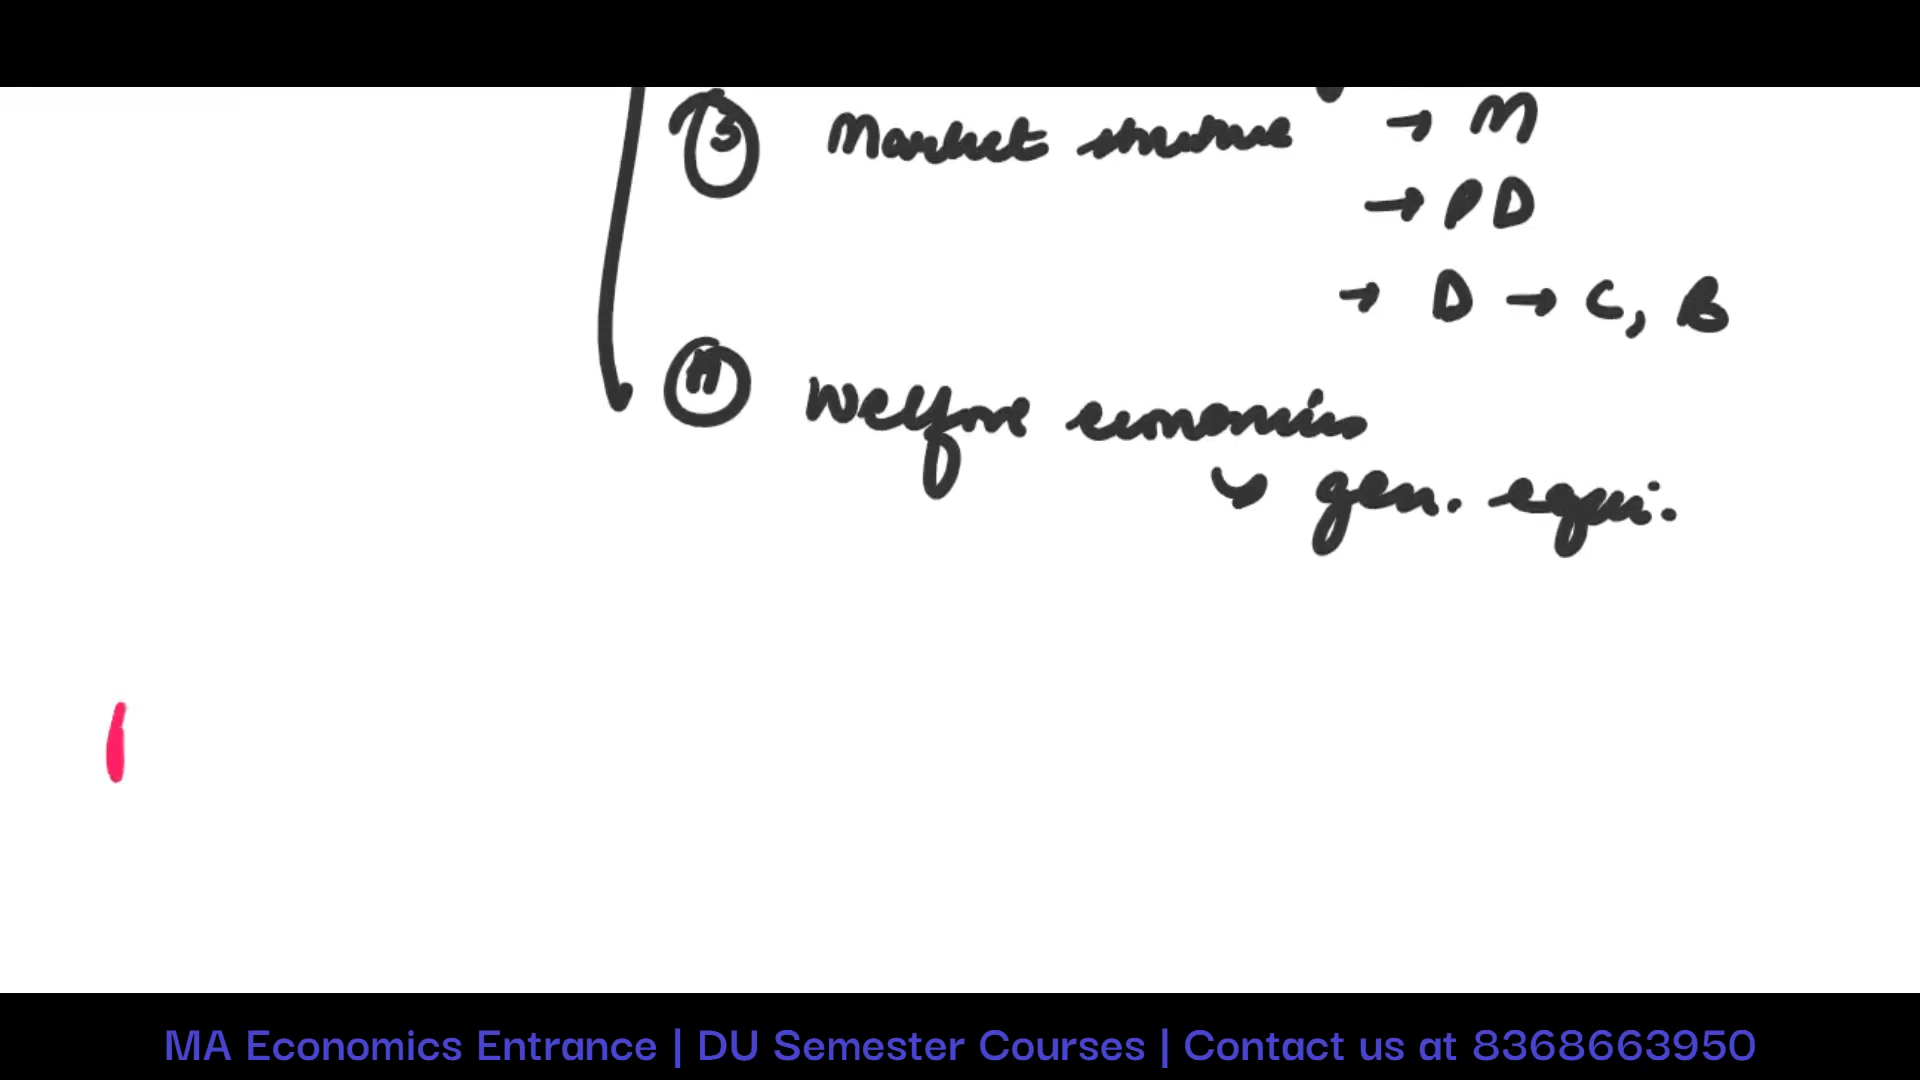 ③ Market structure → M
→ PD
→ D → C, B
④ Welfare economics
↳ gen. equi.
MA Economics Entrance | DU Semester Courses | Contact us at 8368663950